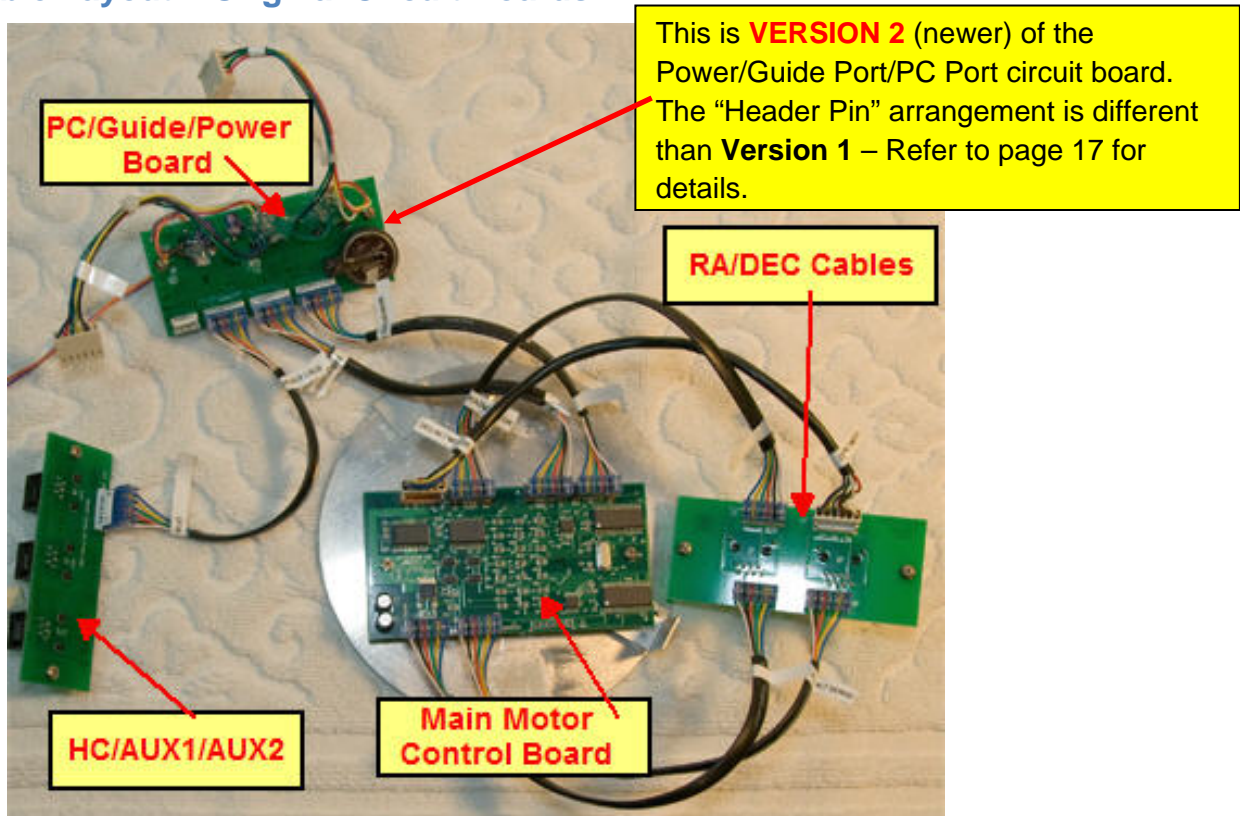 This is VERSION 2 (newer) of the
Power/Guide Port/PC Port circuit board.
The “Header Pin” arrangement is different
than Version 1 – Refer to page 17 for
details.
PC/Guide/Power
Board
RA/DEC Cables
HC/AUX1/AUX2
Main Motor
Control Board